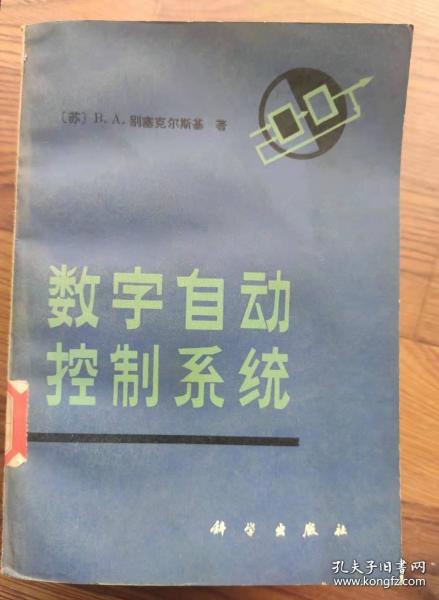 〔苏〕 В. А. 别塞克尔斯基 著
数字自动
控制系统
科学出版社
孔夫子旧书网
www.kongfz.com